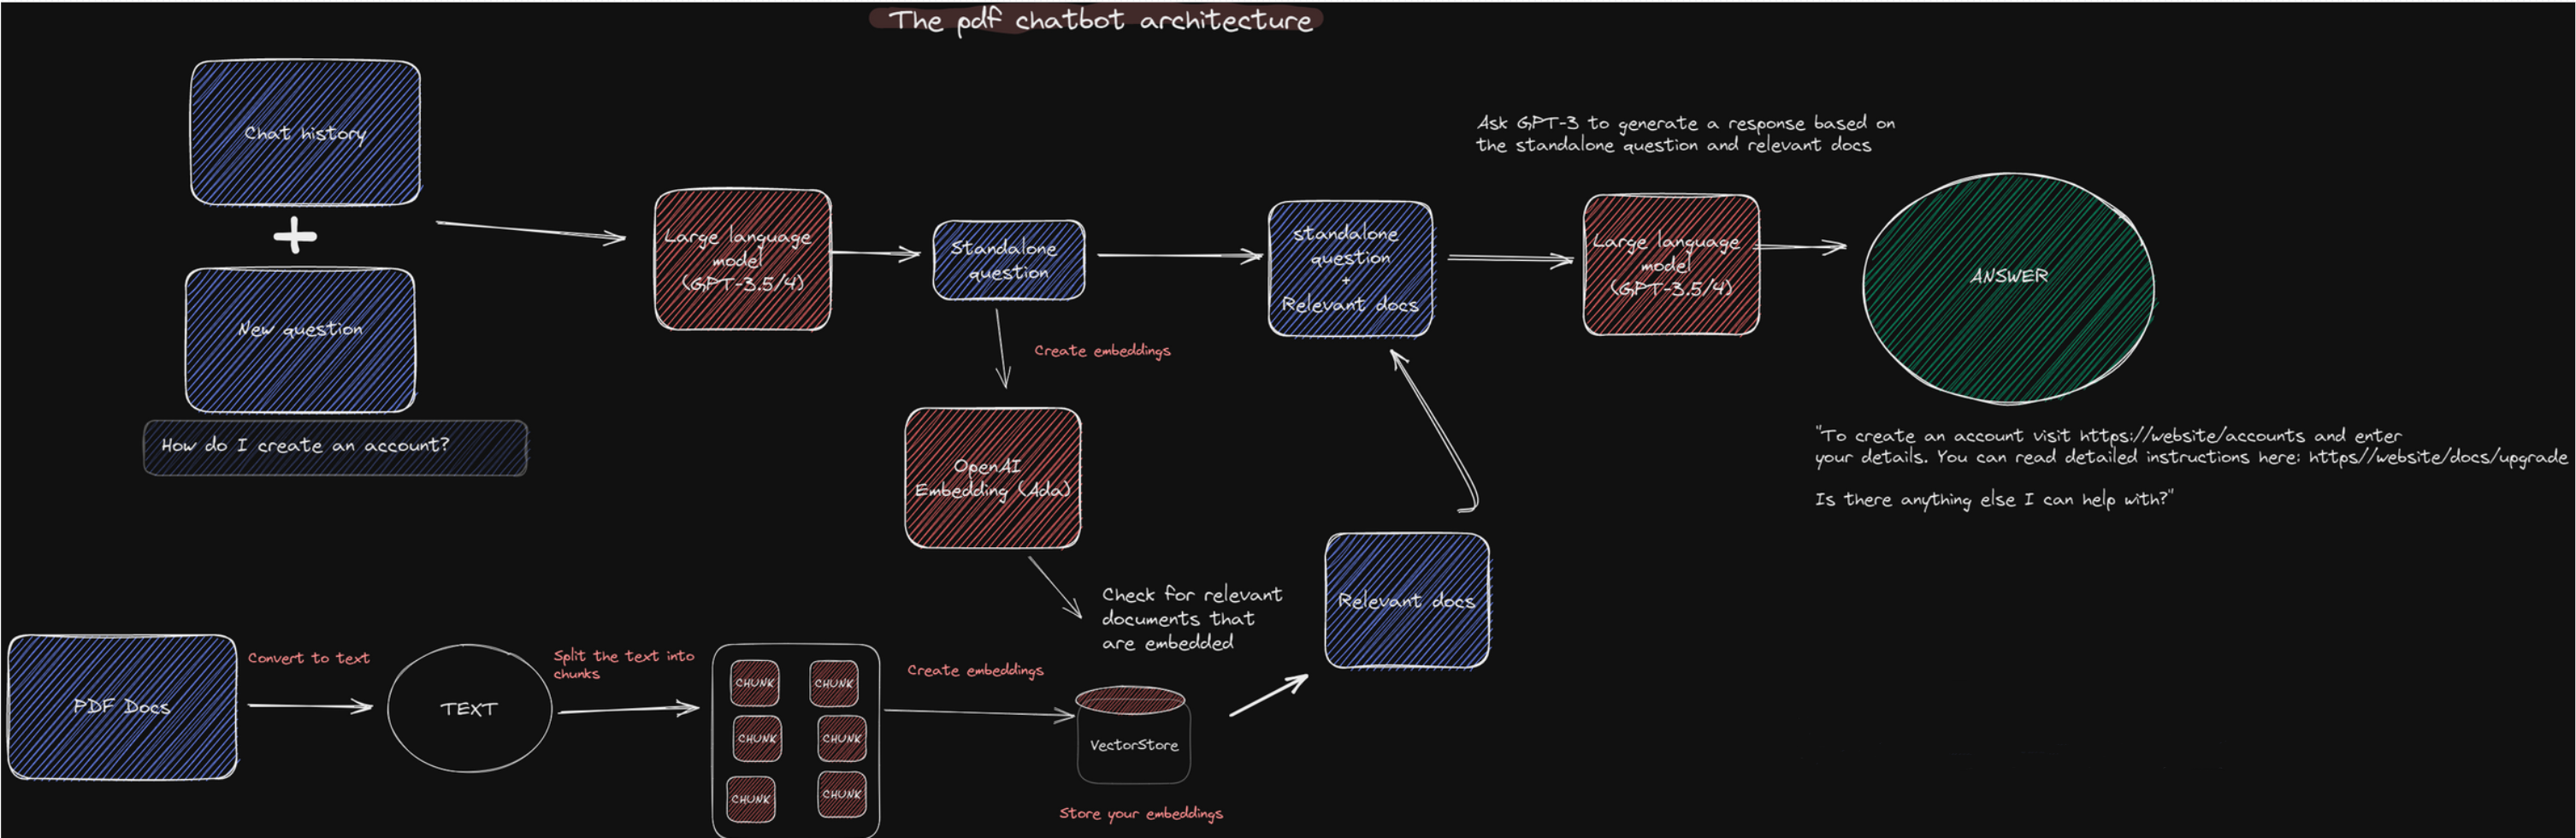 The pdf chatbot architecture
Chat history
New question
How do I create an account?
Large language
model
(GPT-3.5/4)
Standalone
question
Create embeddings
OpenAI
Embedding (Ada)
Check for relevant
documents that
are embedded
standalone
question
+
Relevant docs
Ask GPT-3 to generate a response based on
the standalone question and relevant docs
Large language
model
(GPT-3.5/4)
ANSWER
"To create an account visit https://website/accounts and enter
your details. You can read detailed instructions here: https//website/docs/upgrade
Is there anything else I can help with?"
PDF Docs
Convert to text
TEXT
Split the text into
chunks
CHUNK
CHUNK
CHUNK
CHUNK
CHUNK
CHUNK
Create embeddings
VectorStore
Store your embeddings
Relevant docs